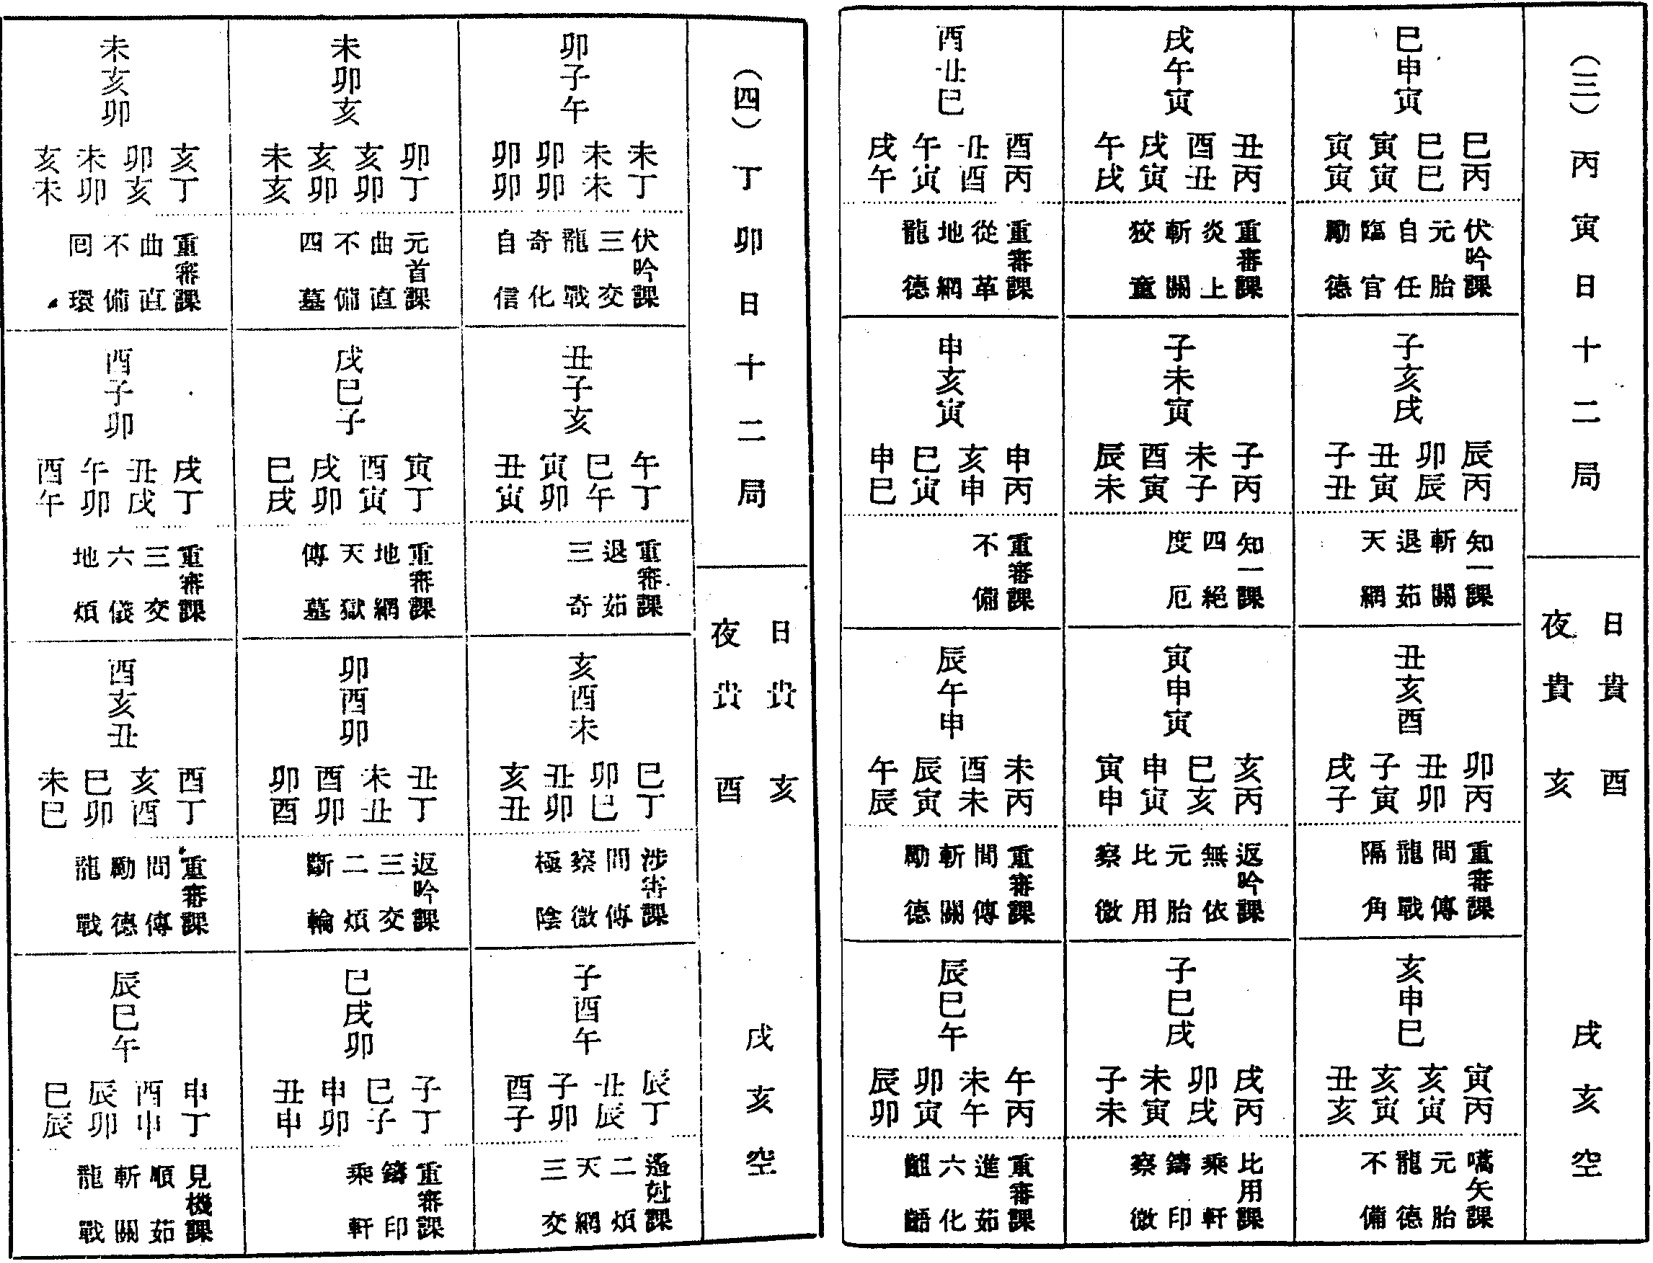 (三)丙寅日十二局
日貴酉
夜貴亥
戌亥空
巳申寅
巳丙 巳巳 寅寅 寅寅
伏吟課 元胎 自任 臨官 勵德
子亥戌
辰丙 卯辰 丑寅 子丑
知一課 斬關 退茹 天網
丑亥酉
卯丙 丑卯 子寅 戌子
重審課 間傳 龍戰 隔角
亥申巳
寅丙 亥寅 亥寅 丑亥
嚆矢課 元胎 龍德 不備
戌午寅
丑丙 酉丑 戌寅 午戌
重審課 炎上 斬關 狡童
子未寅
子丙 未子 酉寅 辰未
知一課 四絕 度厄
寅申寅
亥丙 巳亥 申寅 寅申
返吟課 無依 元胎 比用 察微
子巳戌
戌丙 卯戌 未寅 子未
比用課 乘軒 鑄印 察微
酉丑巳
酉丙 丑酉 午寅 戌午
重審課 從革 地網 龍德
申亥寅
申丙 亥申 巳寅 申巳
重審課 不備
辰午申
未丙 酉未 辰寅 午辰
重審課 間傳 斬關 勵德
辰巳午
午丙 未午 卯寅 辰卯
重審課 進茹 六化 齟齬
(四)丁卯日十二局
日貴亥
夜貴酉
戌亥空
卯子午
未丁 未未 卯卯 卯卯
伏吟課 三交 龍戰 奇化 自信
丑子亥
午丁 巳午 寅卯 丑寅
重審課 退茹 三奇
亥酉未
巳丁 卯巳 丑卯 亥丑
涉害課 間傳 察微 極陰
子酉午
辰丁 丑辰 子卯 酉子
遙尅課 二煩 天網 三交
未卯亥
卯丁 亥卯 亥卯 未亥
元首課 曲直 不備 四墓
戌巳子
寅丁 酉寅 戌卯 巳戌
重審課 地網 天獄 傳墓
卯酉卯
丑丁 未丑 酉卯 卯酉
返吟課 三交 二煩 斷輪
巳戌卯
子丁 巳子 申卯 丑申
重審課 鑄印 乘軒
未亥卯
亥丁 卯亥 未卯 亥未
重審課 曲直 不備 回環
酉子卯
戌丁 丑戌 午卯 酉午
重審課 三交 六儀 地煩
酉亥丑
酉丁 亥酉 巳卯 未巳
重審課 間傳 勵德 龍戰
辰巳午
申丁 酉申 辰卯 巳辰
見機課 順茹 斬關 龍戰